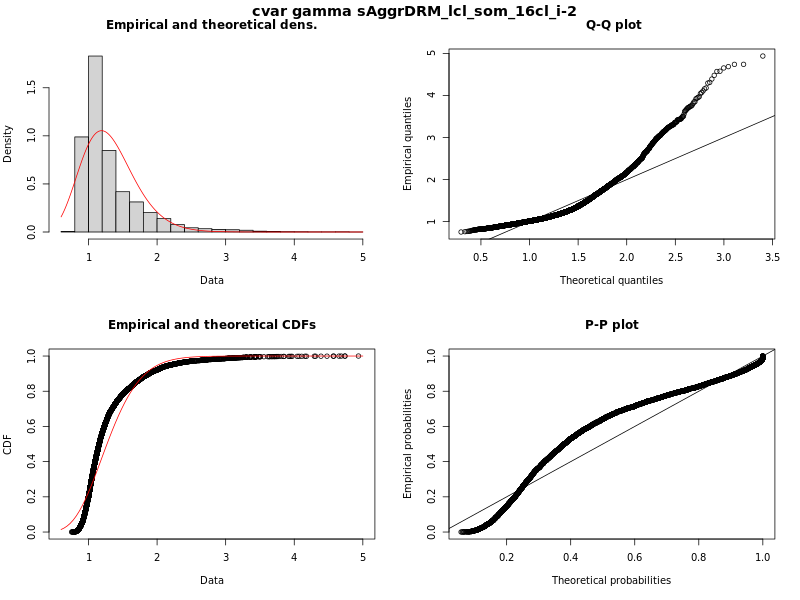 cvar gamma sAggrDRM_lcl_som_16cl_i-2
Empirical and theoretical dens.
Density
0.0 0.5 1.0 1.5
1 2 3 4 5
Data
Q-Q plot
Empirical quantiles
1 2 3 4 5
0.5 1.0 1.5 2.0 2.5 3.0 3.5
Theoretical quantiles
Empirical and theoretical CDFs
CDF
0.0 0.2 0.4 0.6 0.8 1.0
1 2 3 4 5
Data
P-P plot
Empirical probabilities
0.0 0.2 0.4 0.6 0.8 1.0
0.2 0.4 0.6 0.8 1.0
Theoretical probabilities